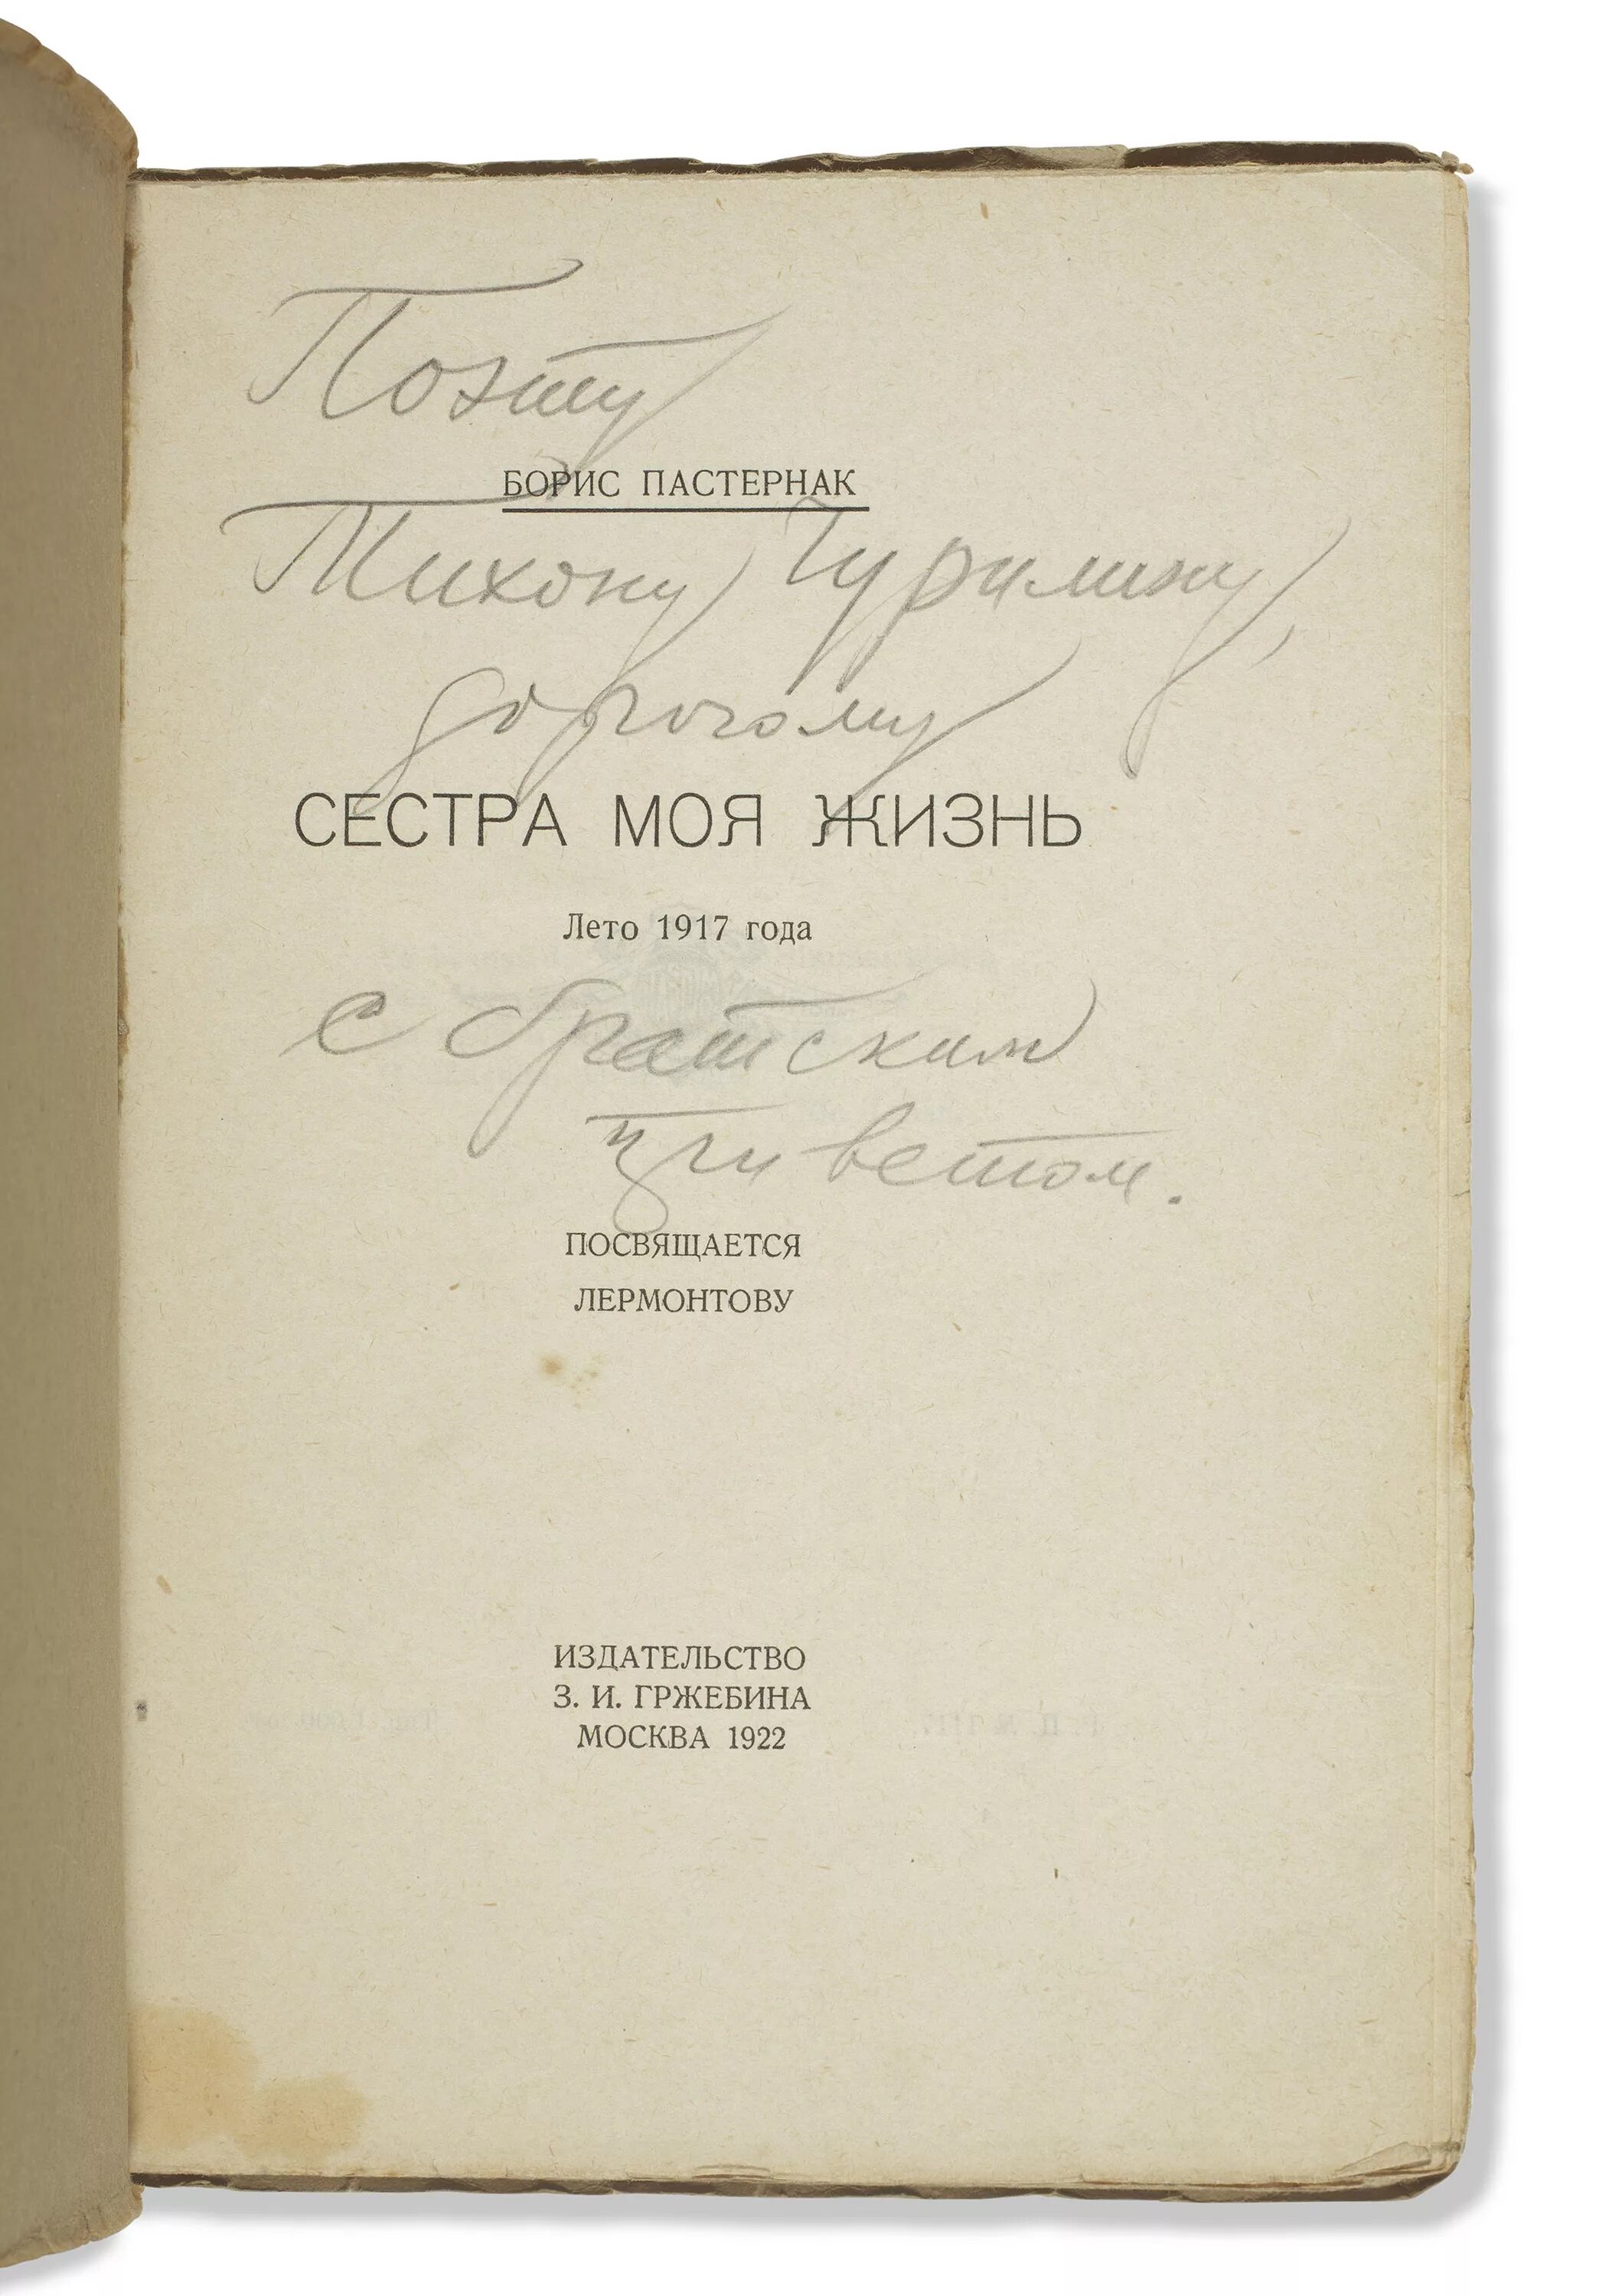 Поэту
БОРИС ПАСТЕРНАК
Тихону Чурилину,
дорогому
СЕСТРА МОЯ ЖИЗНЬ
Лето 1917 года
с братским
приветом.
ПОСВЯЩАЕТСЯ
ЛЕРМОНТОВУ
ИЗДАТЕЛЬСТВО
З. И. ГРЖЕБИНА
МОСКВА 1922